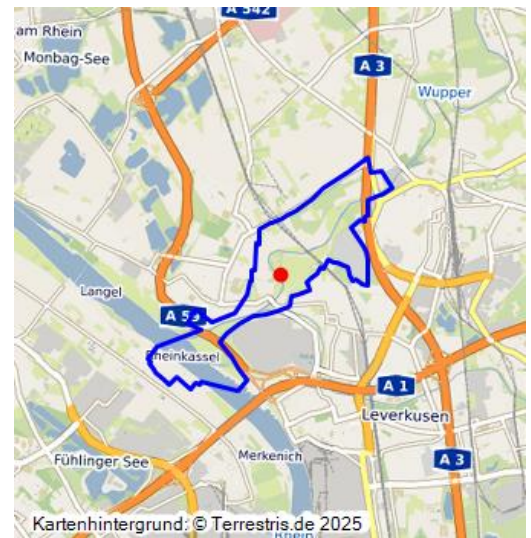 A 542
am Rhein
Monbag-See
A 3
Wupper
Langel
A 59
Rheinkassel
A 1
Leverkusen
Fühlinger See
Merkenich
A 3
Kartenhintergrund: © Terrestris.de 2025
Rhein